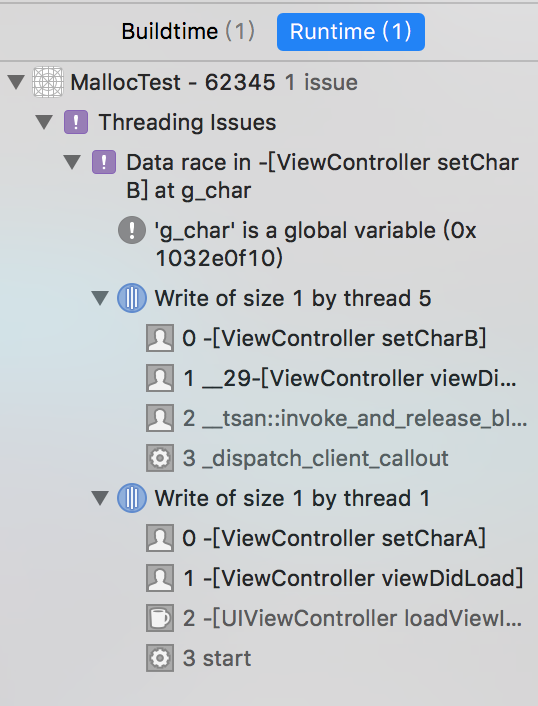 Buildtime (1) Runtime (1)
MallocTest - 62345 1 issue
Threading Issues
Data race in -[ViewController setChar
B] at g_char
'g_char' is a global variable (0x
1032e0f10)
Write of size 1 by thread 5
0 -[ViewController setCharB]
1 __29-[ViewController viewDi...
2 __tsan::invoke_and_release_bl...
3 _dispatch_client_callout
Write of size 1 by thread 1
0 -[ViewController setCharA]
1 -[ViewController viewDidLoad]
2 -[UIViewController loadViewI...
3 start